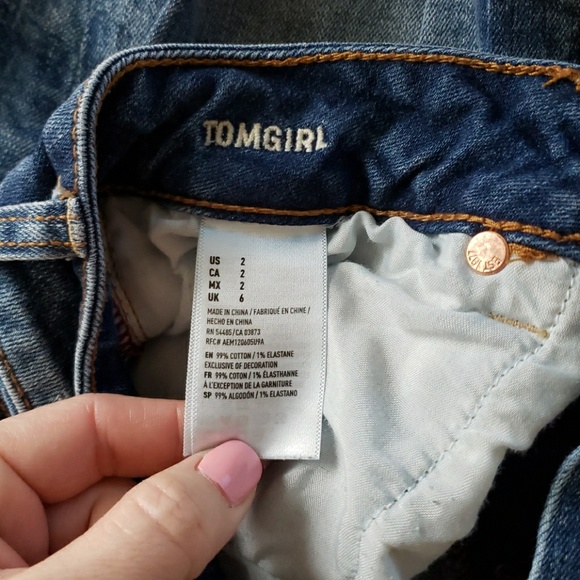 TOMGIRL
US 2
CA 2
MX 2
UK 6
MADE IN CHINA / FABRIQUÉ EN CHINE /
HECHO EN CHINA
RN 54485/CA 03873
RFC# AEM120605U9A
EN 99% COTTON / 1% ELASTANE
EXCLUSIVE OF DECORATION
FR 99% COTON / 1% ÉLASTHANNE
À L'EXCEPTION DE LA GARNITURE
SP 99% ALGODÓN / 1% ELASTANO